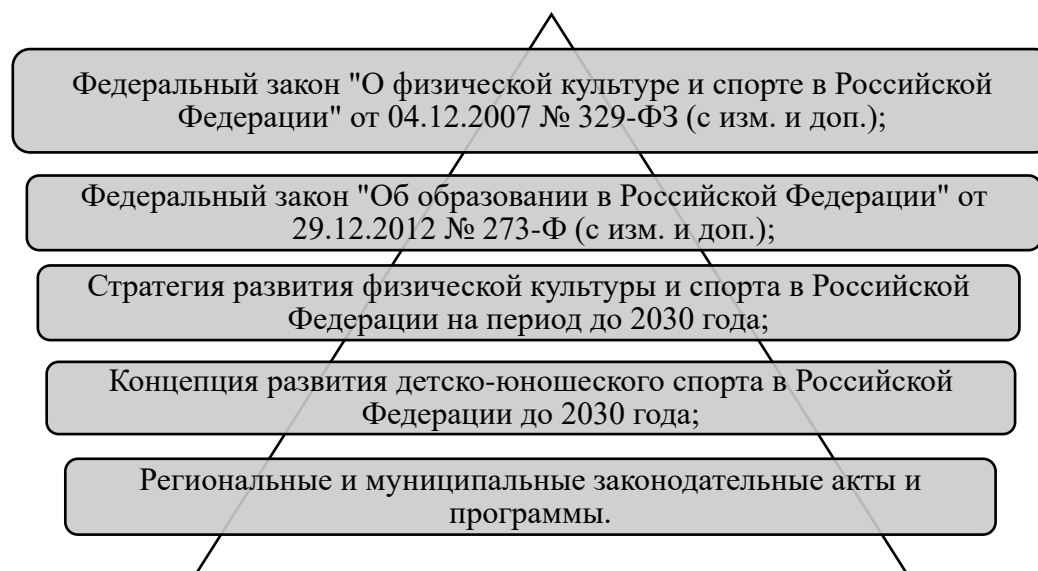 Федеральный закон "О физической культуре и спорте в Российской
Федерации" от 04.12.2007 № 329-ФЗ (с изм. и доп.);
Федеральный закон "Об образовании в Российской Федерации" от
29.12.2012 № 273-Ф (с изм. и доп.);
Стратегия развития физической культуры и спорта в Российской
Федерации на период до 2030 года;
Концепция развития детско-юношеского спорта в Российской
Федерации до 2030 года;
Региональные и муниципальные законодательные акты и
программы.